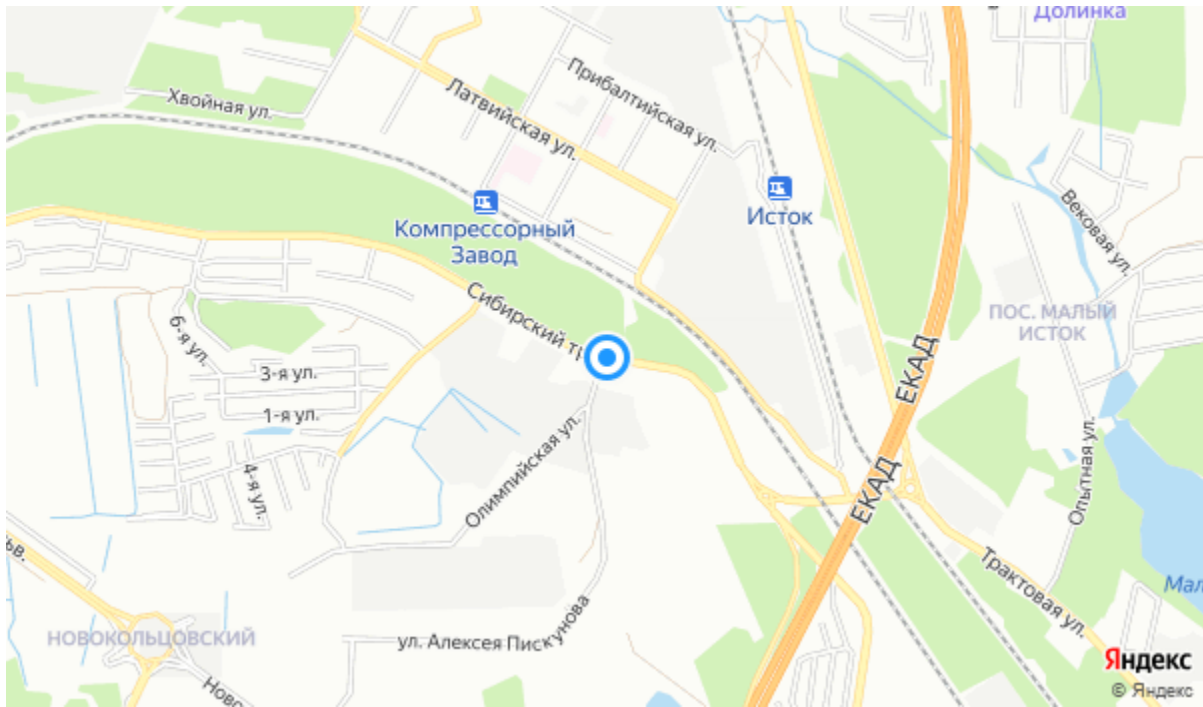 Долинка
Прибалтийская ул.
Хвойная ул.
Латвийская ул.
Исток
Вековая ул.
Компрессорный
Завод
Сибирский
6-я ул.
ПОС. МАЛЫЙ
ИСТОК
ЕКАД
3-я ул.
1-я ул.
4-я ул.
Олимпийская ул.
Опытная ул.
ЕКАД
Трактовая ул.
НОВОКОЛЬЦОВСКИЙ
ул. Алексея Пискунова
Яндекс
© Яндекс